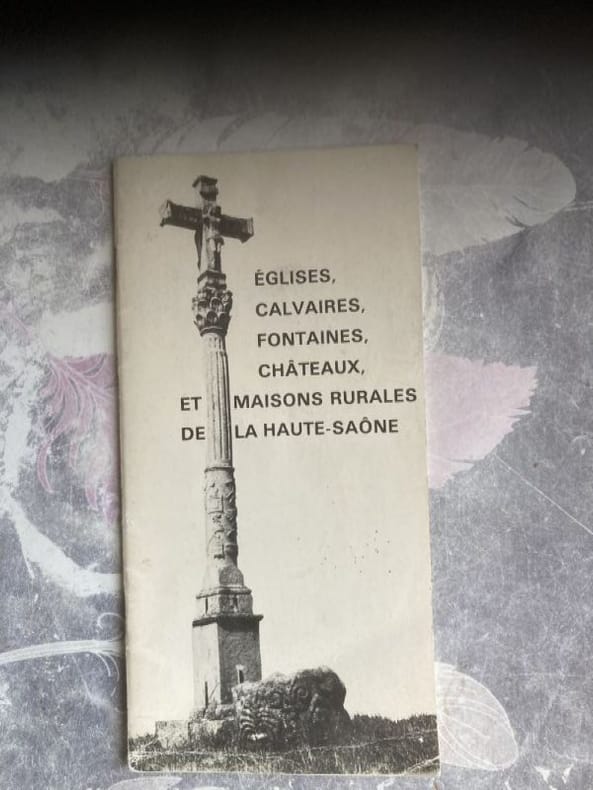 ÉGLISES,
CALVAIRES,
FONTAINES,
CHÂTEAUX,
ET MAISONS RURALES
DE LA HAUTE-SAÔNE